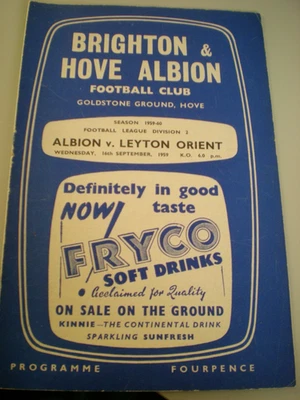 BRIGHTON &
HOVE ALBION
FOOTBALL CLUB
GOLDSTONE GROUND, HOVE
SEASON 1959-60
FOOTBALL LEAGUE DIVISION 2
ALBION v. LEYTON ORIENT
WEDNESDAY, 16th SEPTEMBER, 1959 K.O. 6.0 p.m.
Definitely in good
NOW! taste
FRYCO
SOFT DRINKS
• Acclaimed for Quality
ON SALE ON THE GROUND
KINNIE—THE CONTINENTAL DRINK
SPARKLING SUNFRESH
PROGRAMME FOURPENCE